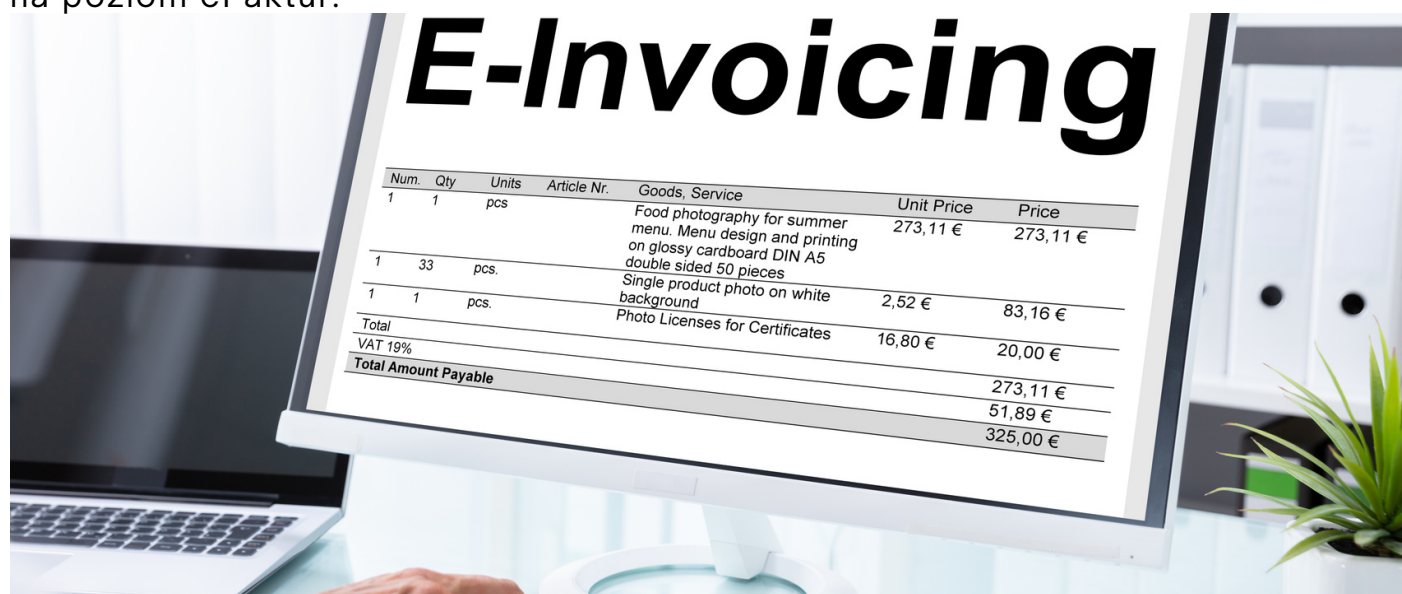 na poziom eFaktur.
E-Invoicing
Num. Qty Units Article Nr. Goods, Service Unit Price Price
1 1 pcs Food photography for summer 273,11 € 273,11 €
menu. Menu design and printing
on glossy cardboard DIN A5
double sided 50 pieces
1 33 pcs. Single product photo on white 2,52 € 83,16 €
background
1 1 pcs. Photo Licenses for Certificates 16,80 € 20,00 €
Total 273,11 €
VAT 19% 51,89 €
Total Amount Payable 325,00 €